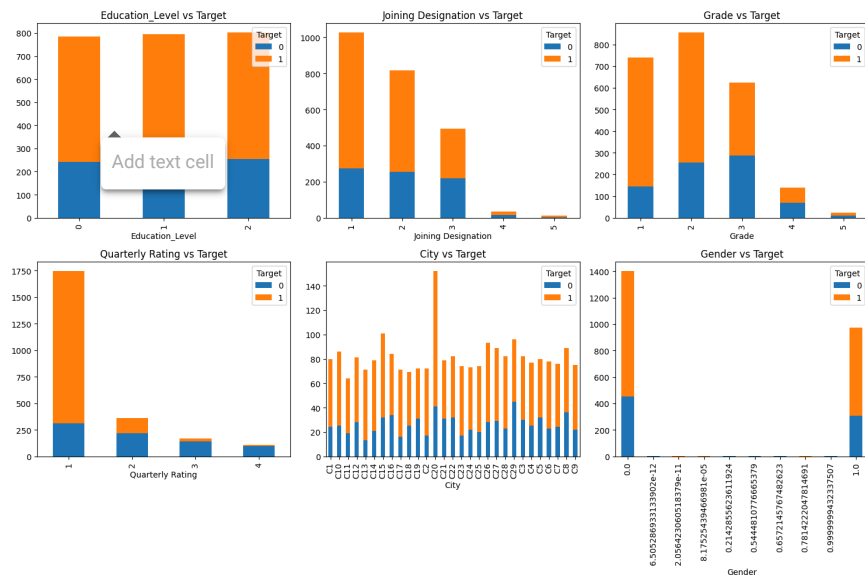 Education_Level vs Target
Target
0
1
800
700
600
500
400
300
200
100
0
Add text cell
0
1
2
Education_Level
Joining Designation vs Target
Target
0
1
1000
800
600
400
200
0
1
2
3
4
5
Joining Designation
Grade vs Target
Target
0
1
800
700
600
500
400
300
200
100
0
1
2
3
4
5
Grade
Quarterly Rating vs Target
Target
0
1
1750
1500
1250
1000
750
500
250
0
1
2
3
4
Quarterly Rating
City vs Target
Target
0
1
140
120
100
80
60
40
20
0
C1
C10
C11
C12
C13
C14
C15
C16
C17
C18
C19
C2
C20
C21
C22
C23
C24
C25
C26
C27
C28
C29
C3
C4
C5
C6
C7
C8
C9
City
Gender vs Target
Target
0
1
1400
1200
1000
800
600
400
200
0
0.0
6.505286933133902e-12
2.056423060518379e-11
8.17525439466981e-05
0.2142855623611924
0.5444810776665379
0.6572145767482623
0.7814222047814691
0.9999999432337507
1.0
Gender